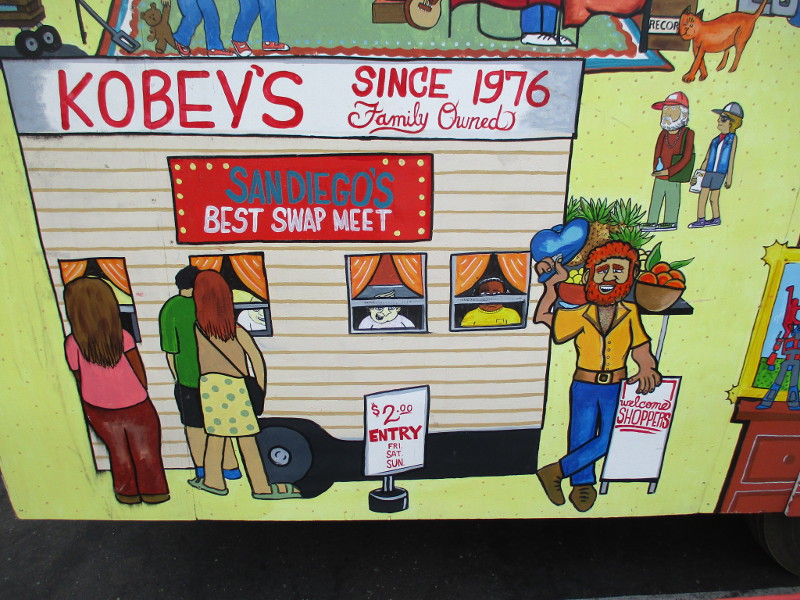 RECOR
KOBEY'S
SINCE 1976
Family Owned
SAN DIEGO'S
BEST SWAP MEET
$2.00
ENTRY
FRI.
SAT.
SUN.
welcome
SHOPPERS